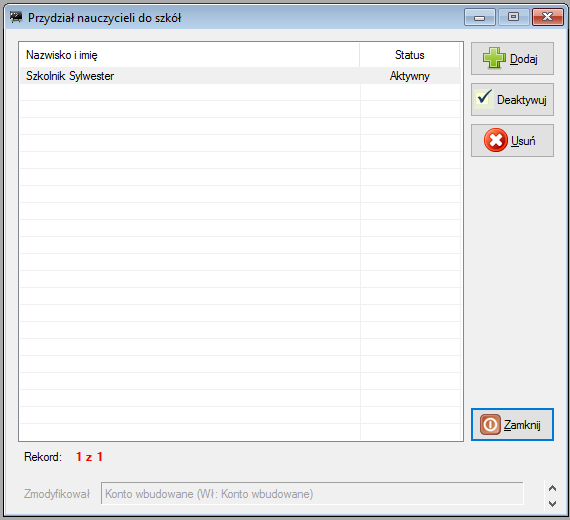 Przydział nauczycieli do szkół
Nazwisko i imię Status
Szkolnik Sylwester Aktywny
Dodaj
Deaktywuj
Usuń
Zamknij
Rekord: 1 z 1
Zmodyfikował Konto wbudowane (Wł: Konto wbudowane)